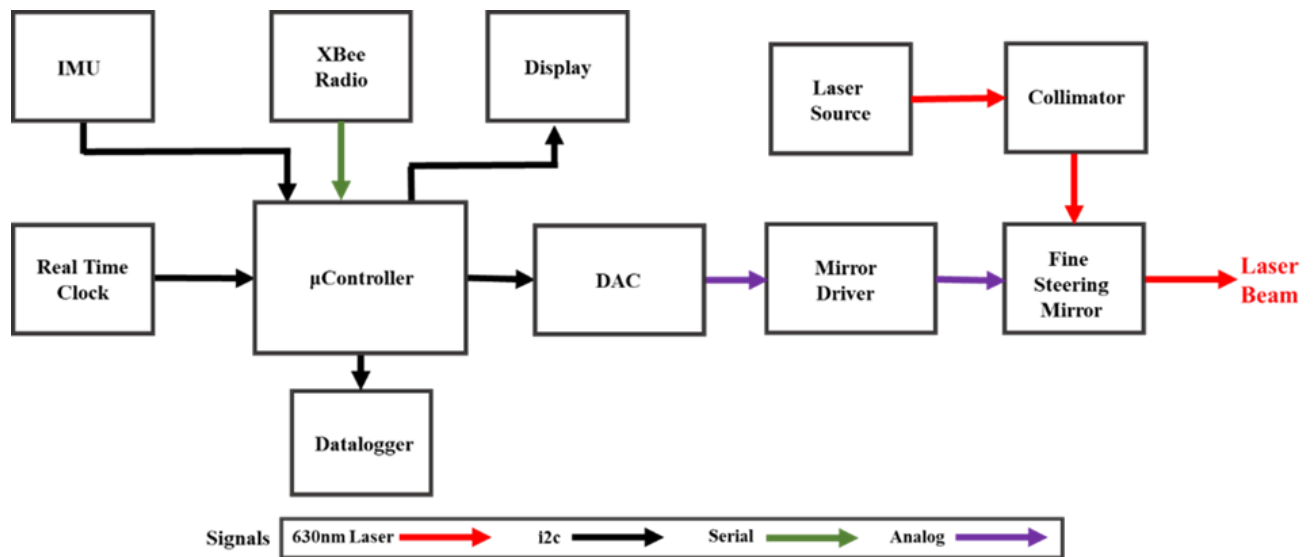 IMU
XBee
Radio
Display
Laser
Source
Collimator
Real Time
Clock
µController
DAC
Mirror
Driver
Fine
Steering
Mirror
Laser
Beam
Datalogger
Signals
630nm Laser
i2c
Serial
Analog